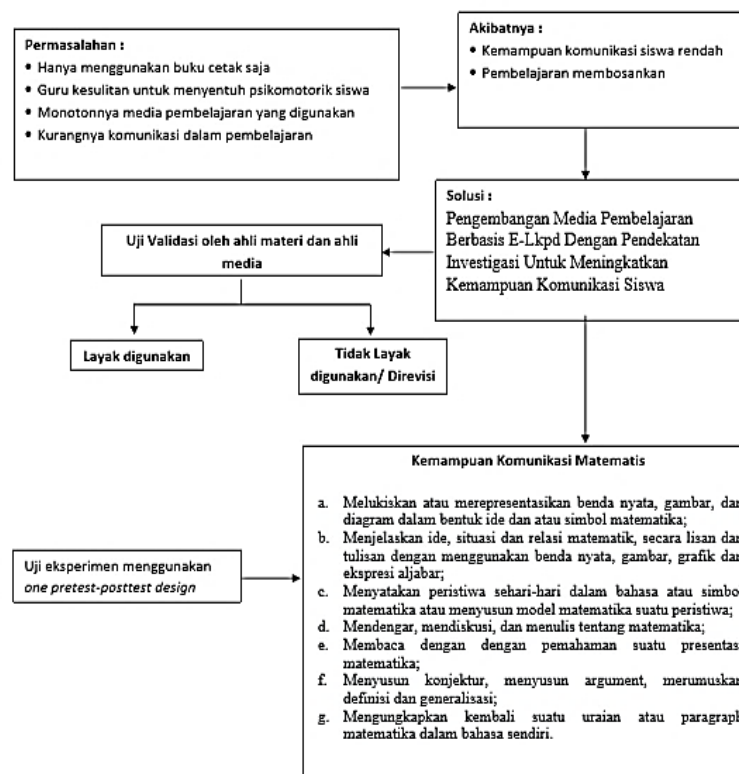 Permasalahan :
• Hanya menggunakan buku cetak saja
• Guru kesulitan untuk menyentuh psikomotorik siswa
• Monotonnya media pembelajaran yang digunakan
• Kurangnya komunikasi dalam pembelajaran
Akibatnya :
• Kemampuan komunikasi siswa rendah
• Pembelajaran membosankan
Solusi :
Pengembangan Media Pembelajaran
Berbasis E-Lkpd Dengan Pendekatan
Investigasi Untuk Meningkatkan
Kemampuan Komunikasi Siswa
Uji Validasi oleh ahli materi dan ahli
media
Layak digunakan
Tidak Layak
digunakan/ Direvisi
Uji eksperimen menggunakan
one pretest-posttest design
Kemampuan Komunikasi Matematis
a. Melukiskan atau merepresentasikan benda nyata, gambar, dan
diagram dalam bentuk ide dan atau simbol matematika;
b. Menjelaskan ide, situasi dan relasi matematik, secara lisan dan
tulisan dengan menggunakan benda nyata, gambar, grafik dan
ekspresi aljabar;
c. Menyatakan peristiwa sehari-hari dalam bahasa atau simbol
matematika atau menyusun model matematika suatu peristiwa;
d. Mendengar, mendiskusi, dan menulis tentang matematika;
e. Membaca dengan dengan pemahaman suatu presentasi
matematika;
f. Menyusun konjektur, menyusun argument, merumuskan
definisi dan generalisasi;
g. Mengungkapkan kembali suatu uraian atau paragraph
matematika dalam bahasa sendiri.